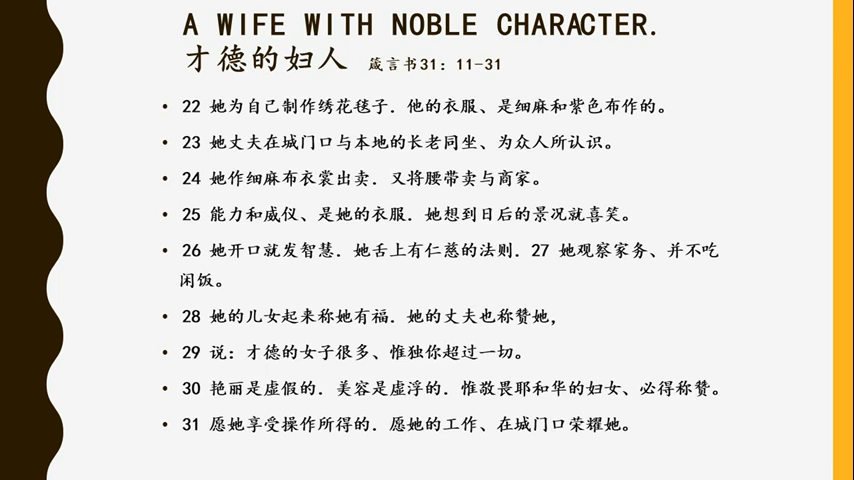 A WIFE WITH NOBLE CHARACTER.
才德的妇人 箴言书31: 11-31
• 22 她为自己制作绣花毯子. 他的衣服、是细麻和紫色布作的。
• 23 她丈夫在城门口与本地的长老同坐、为众人所认识。
• 24 她作细麻布衣裳出卖. 又将腰带卖与商家。
• 25 能力和威仪、是她的衣服. 她想到日后的景况就喜笑。
• 26 她开口就发智慧. 她舌上有仁慈的法则. 27 她观察家务、并不吃
闲饭。
• 28 她的儿女起来称她有福. 她的丈夫也称赞她,
• 29 说: 才德的女子很多、惟独你超过一切。
• 30 艳丽是虚假的. 美容是虚浮的. 惟敬畏耶和华的妇女、必得称赞。
• 31 愿她享受操作所得的. 愿她的工作、在城门口荣耀她。